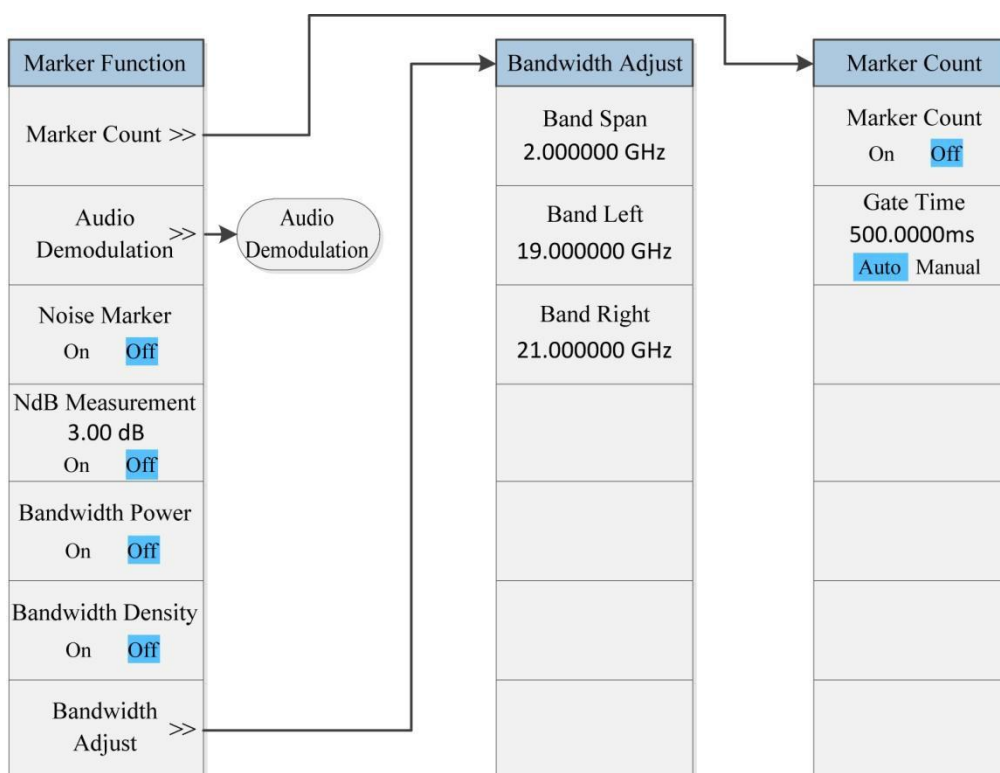 Marker Function
Marker Count >>
Audio
Demodulation >>
Noise Marker
On Off
NdB Measurement
3.00 dB
On Off
Bandwidth Power
On Off
Bandwidth Density
On Off
Bandwidth
Adjust >>
Audio
Demodulation
Bandwidth Adjust
Band Span
2.000000 GHz
Band Left
19.000000 GHz
Band Right
21.000000 GHz
Marker Count
Marker Count
On Off
Gate Time
500.0000ms
Auto Manual